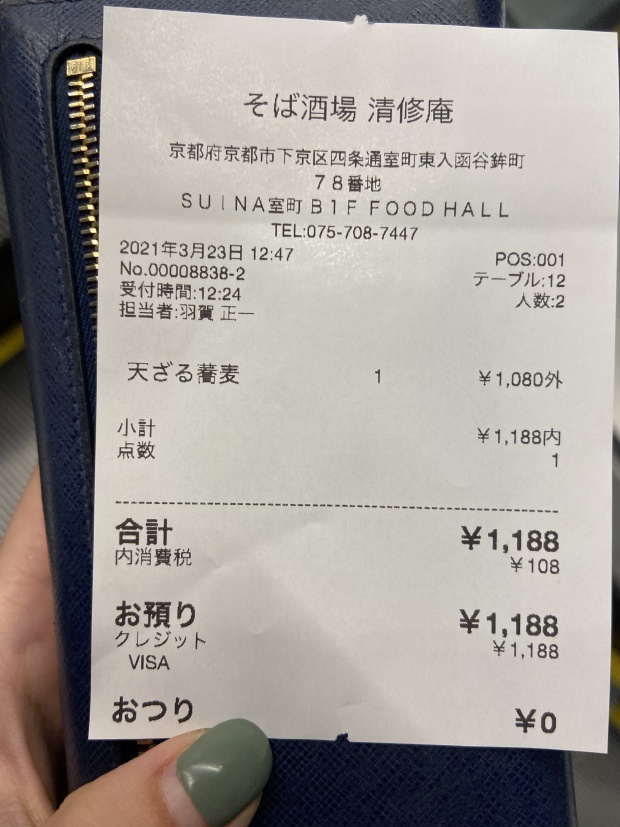 そば酒場 清修庵
京都府京都市下京区四条通室町東入函谷鉾町
78番地
SUINA室町 B1F FOOD HALL
TEL:075-708-7447
2021年3月23日 12:47
POS:001
No.00008838-2
テーブル:12
受付時間:12:24
人数:2
担当者:羽賀 正一
天ざる蕎麦 1 ¥1,080外
小計 ¥1,188内
点数 1
合計 ¥1,188
内消費税 ¥108
お預り ¥1,188
クレジット ¥1,188
VISA
おつり ¥0